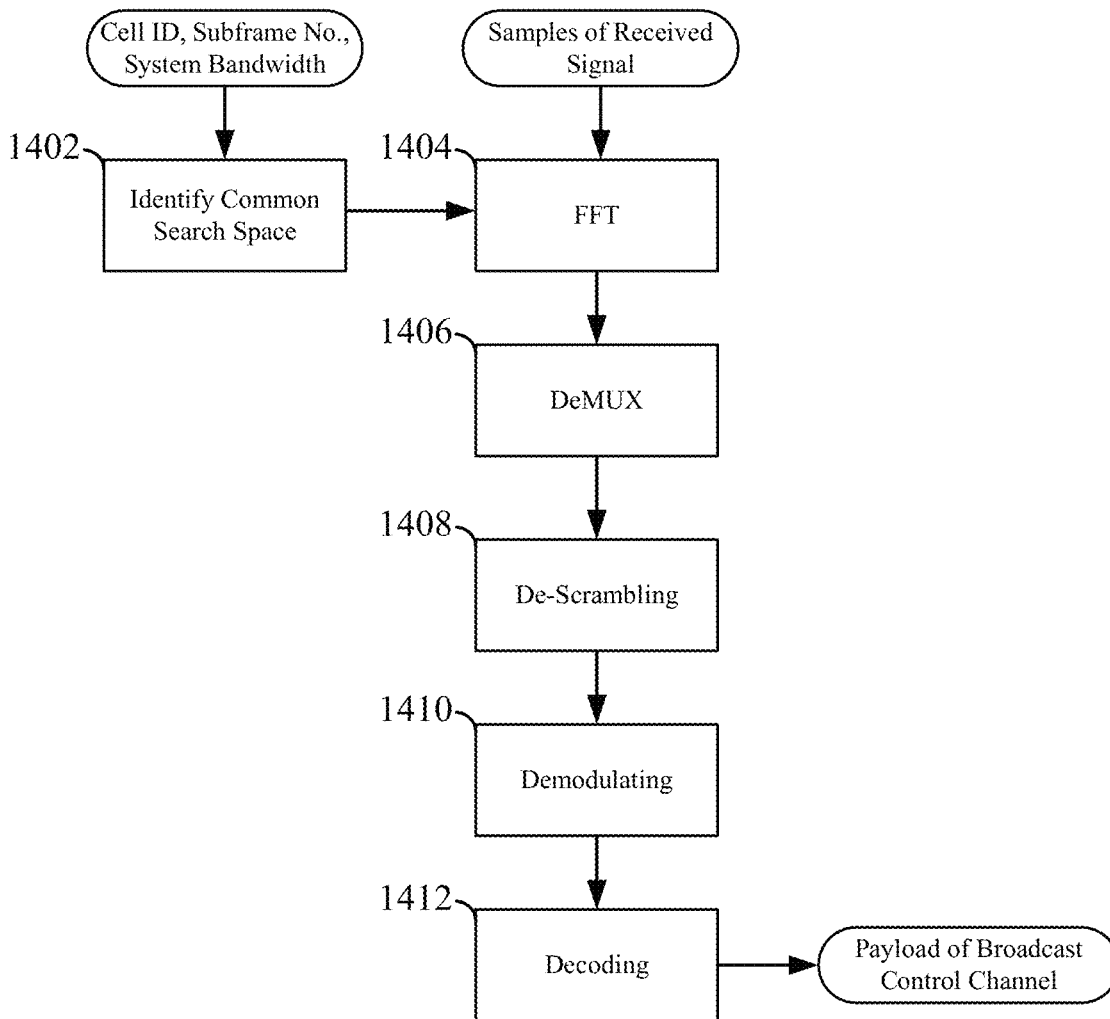 Cell ID, Subframe No.,
System Bandwidth
Samples of Received
Signal
1402
Identify Common
Search Space
1404
FFT
1406
DeMUX
1408
De-Scrambling
1410
Demodulating
1412
Decoding
Payload of Broadcast
Control Channel